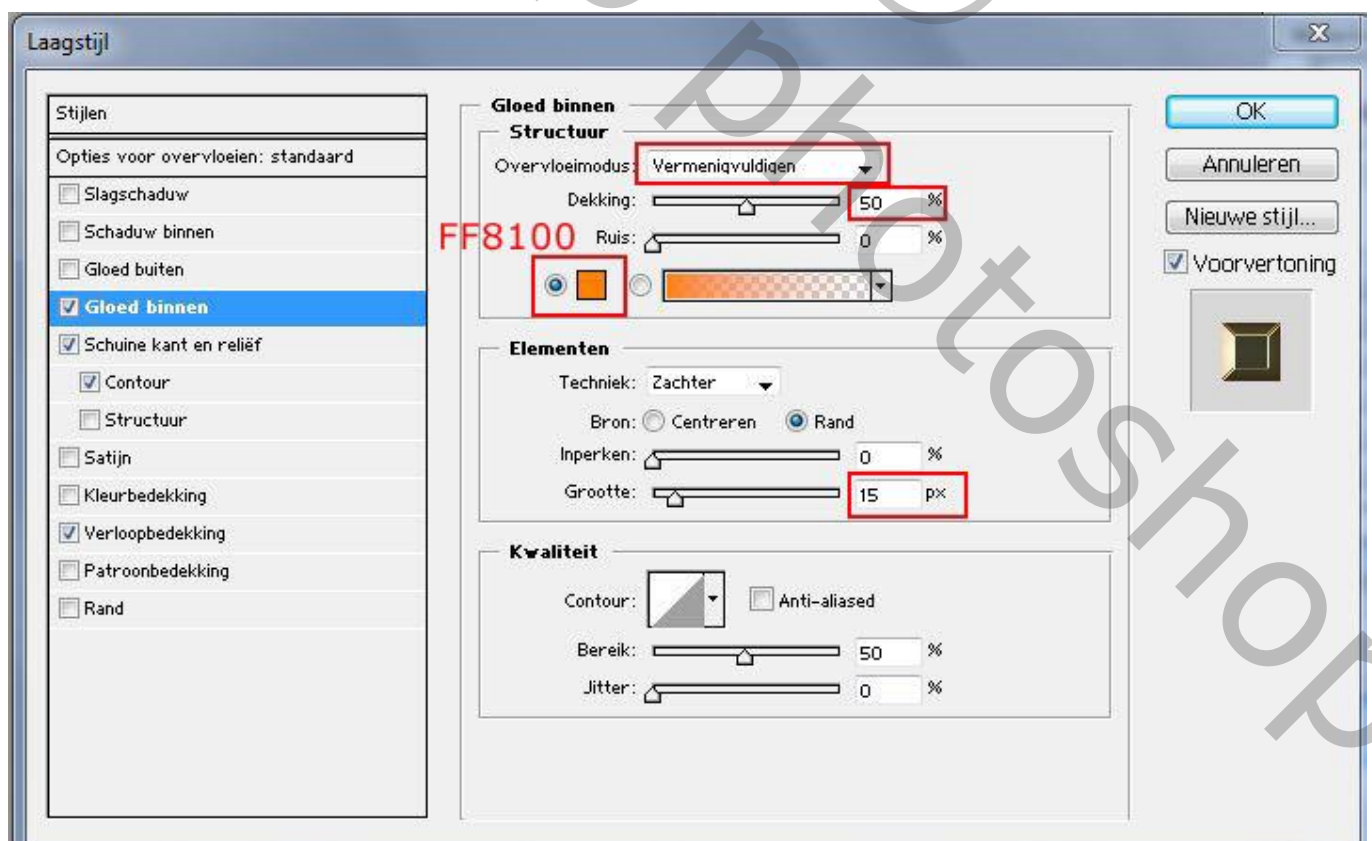 Laagstijl
Stijlen
Opties voor overvloeien: standaard
Slagschaduw
Schaduw binnen
Gloed buiten
Gloed binnen
Schuine kant en reliëf
Contour
Structuur
Satijn
Kleurbedekking
Verloopbedekking
Patroonbedekking
Rand
Gloed binnen
Structuur
Overvloeimodus: Vermenigvuldigen
Dekking: 50 %
FF8100
Ruis: 0 %
Elementen
Techniek: Zachter
Bron: Centreren Rand
Inperken: 0 %
Grootte: 15 px
Kwaliteit
Contour: Anti-aliased
Bereik: 50 %
Jitter: 0 %
OK
Annuleren
Nieuwe stijl...
Voorvertoning
photoshop